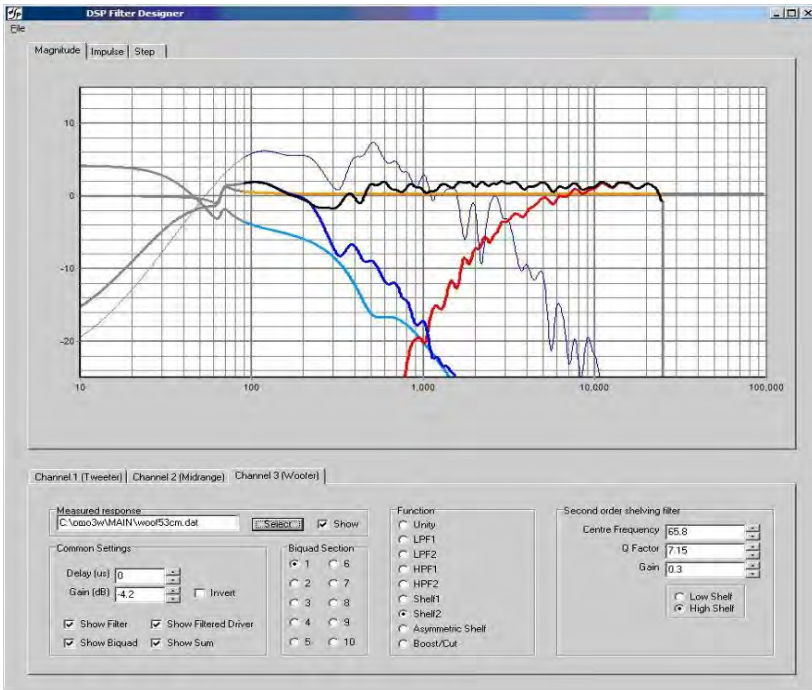 DSP Filter Designer
File
Magnitude Impulse Step
10
0
-10
-20
10 100 1,000 10,000 100,000
Channel 1 (Tweeter) Channel 2 (Midrange) Channel 3 (Woofer)
Measured response
C:\omo3w\MAIN\woof53cm.dat Select Show
Common Settings
Delay (us) 0
Gain (dB) -4.2 Invert
Show Filter Show Filtered Driver
Show Biquad Show Sum
Biquad Section
1 6
2 7
3 8
4 9
5 10
Function
Unity
LPF1
LPF2
HPF1
HPF2
Shelf1
Shelf2
Asymmetric Shelf
Boost/Cut
Second order shelving filter
Centre Frequency 65.8
Q Factor 7.15
Gain 0.3
Low Shelf
High Shelf